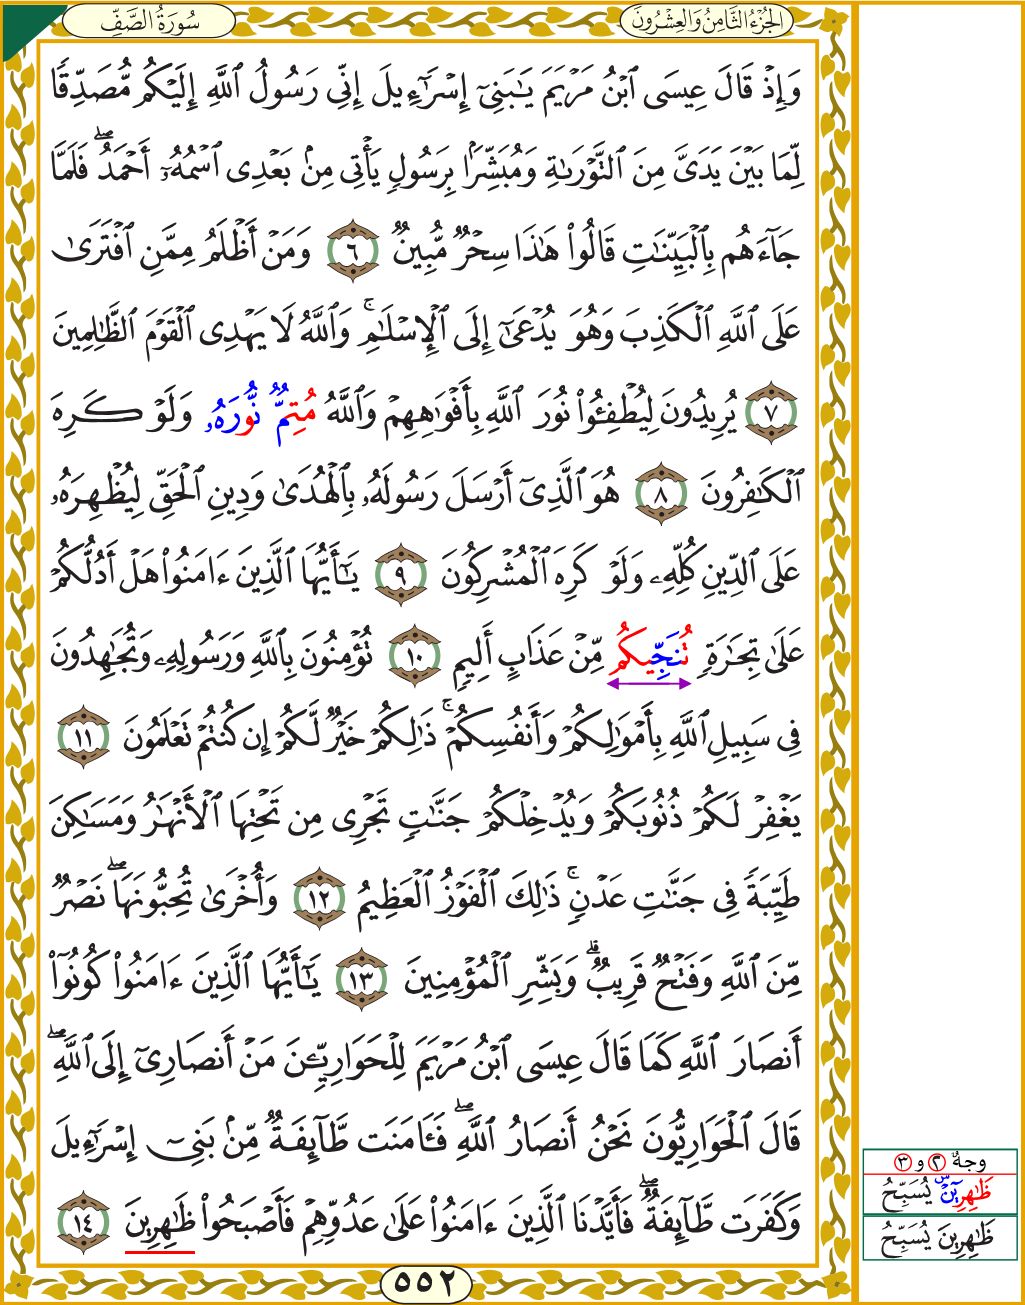 سُورَةُ الصَّفِّ
الجُزْءُ الثَّامِنُ وَالعِشْرُونَ
وَإِذْ قَالَ عِيسَى ٱبْنُ مَرْيَمَ يَٰبَنِىٓ إِسْرَٰٓءِيلَ إِنِّى رَسُولُ ٱللَّهِ إِلَيْكُم مُّصَدِّقًا
لِّمَا بَيْنَ يَدَىَّ مِنَ ٱلتَّوْرَىٰةِ وَمُبَشِّرًۢا بِرَسُولٍ يَأْتِى مِنۢ بَعْدِى ٱسْمُهُۥٓ أَحْمَدُ ۖ فَلَمَّا
جَآءَهُم بِٱلْبَيِّنَٰتِ قَالُوا۟ هَٰذَا سِحْرٌ مُّبِينٌ ٦ وَمَنْ أَظْلَمُ مِمَّنِ ٱفْتَرَىٰ
عَلَى ٱللَّهِ ٱلْكَذِبَ وَهُوَ يُدْعَىٰٓ إِلَى ٱلْإِسْلَٰمِ ۚ وَٱللَّهُ لَا يَهْدِى ٱلْقَوْمَ ٱلظَّٰلِمِينَ
٧ يُرِيدُونَ لِيُطْفِـُٔوا۟ نُورَ ٱللَّهِ بِأَفْوَٰهِهِمْ وَٱللَّهُ مُتِمٌّ نُّورَهُۥ وَلَوْ كَرِهَ
ٱلْكَٰفِرُونَ ٨ هُوَ ٱلَّذِىٓ أَرْسَلَ رَسُولَهُۥ بِٱلْهُدَىٰ وَدِينِ ٱلْحَقِّ لِيُظْهِرَهُۥ
عَلَى ٱلدِّينِ كُلِّهِۦ وَلَوْ كَرِهَ ٱلْمُشْرِكُونَ ٩ يَٰٓأَيُّهَا ٱلَّذِينَ ءَامَنُوا۟ هَلْ أَدُلُّكُمْ
عَلَىٰ تِجَٰرَةٍ تُنَجِّيكُم مِّنْ عَذَابٍ أَلِيمٍ ١٠ تُؤْمِنُونَ بِٱللَّهِ وَرَسُولِهِۦ وَتُجَٰهِدُونَ
فِى سَبِيلِ ٱللَّهِ بِأَمْوَٰلِكُمْ وَأَنفُسِكُمْ ۚ ذَٰلِكُمْ خَيْرٌ لَّكُمْ إِن كُنتُمْ تَعْلَمُونَ ١١
يَغْفِرْ لَكُمْ ذُنُوبَكُمْ وَيُدْخِلْكُمْ جَنَّٰتٍ تَجْرِى مِن تَحْتِهَا ٱلْأَنْهَٰرُ وَمَسَٰكِنَ
طَيِّبَةً فِى جَنَّٰتِ عَدْنٍ ۚ ذَٰلِكَ ٱلْفَوْزُ ٱلْعَظِيمُ ١٢ وَأُخْرَىٰ تُحِبُّونَهَا ۖ نَصْرٌ
مِّنَ ٱللَّهِ وَفَتْحٌ قَرِيبٌ ۗ وَبَشِّرِ ٱلْمُؤْمِنِينَ ١٣ يَٰٓأَيُّهَا ٱلَّذِينَ ءَامَنُوا۟ كُونُوٓا۟
أَنصَارَ ٱللَّهِ كَمَا قَالَ عِيسَى ٱبْنُ مَرْيَمَ لِلْحَوَارِيِّـۧنَ مَنْ أَنصَارِىٓ إِلَى ٱللَّهِ ۖ
قَالَ ٱلْحَوَارِيُّونَ نَحْنُ أَنصَارُ ٱللَّهِ ۖ فَـَٔامَنَت طَّآئِفَةٌ مِّنۢ بَنِىٓ إِسْرَٰٓءِيلَ
وَكَفَرَت طَّآئِفَةٌ ۖ فَأَيَّدْنَا ٱلَّذِينَ ءَامَنُوا۟ عَلَىٰ عَدُوِّهِمْ فَأَصْبَحُوا۟ ظَٰهِرِينَ ١٤
وجهٌ ٢ و ٣
ظَٰهِرِينَ ۜ يُسَبِّحُ
ظَٰهِرِينَ يُسَبِّحُ
٥٥٢